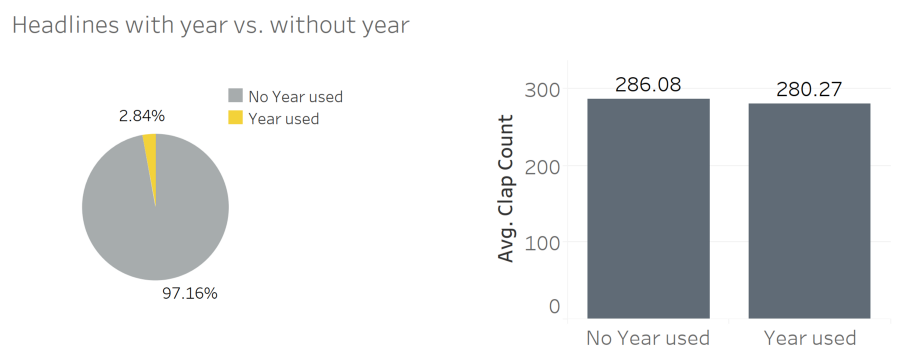 Headlines with year vs. without year
No Year used
Year used
2.84%
97.16%
Avg. Clap Count
300
200
100
0
286.08
280.27
No Year used
Year used